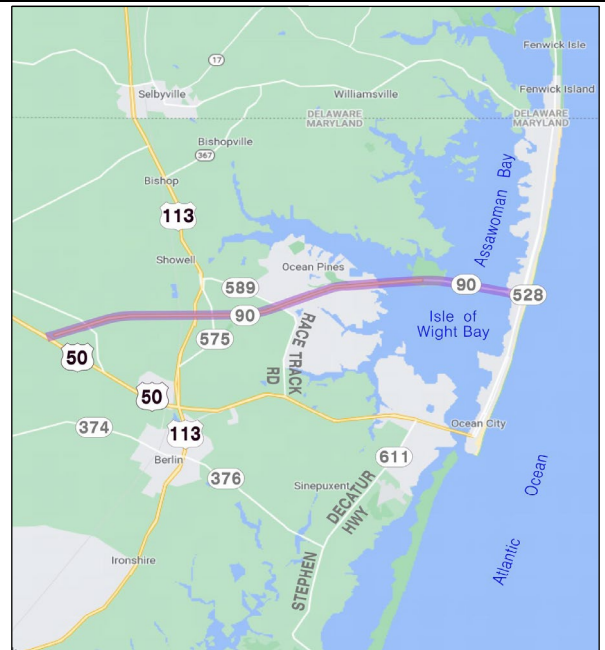 Fenwick Isle
17
Selbyville
Williamsville
Fenwick Island
DELAWARE
MARYLAND
DELAWARE
MARYLAND
Bishopville
367
Bishop
Assawoman Bay
113
Showell
Ocean Pines
589
90
528
90
Isle of
Wight Bay
575
RACE TRACK
RD
50
50
374
113
Ocean City
Berlin
611
376
Sinepuxent
DECATUR
HWY
Ocean
Atlantic
Ironshire
STEPHEN